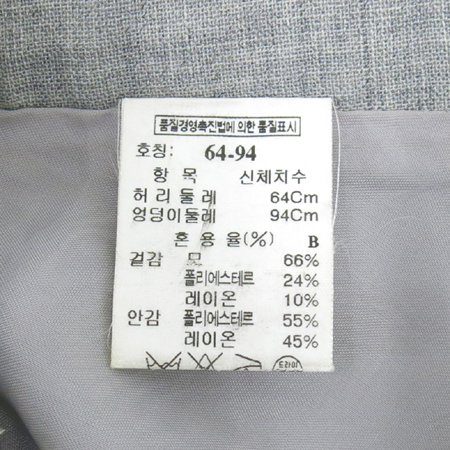 품질경영촉진법에 의한 품질표시
호칭: 64-94
항 목 신체치수
허리둘레 64Cm
엉덩이둘레 94Cm
혼용율(%) B
겉감 모 66%
폴리에스테르 24%
레이온 10%
안감 폴리에스테르 55%
레이온 45%
드라이